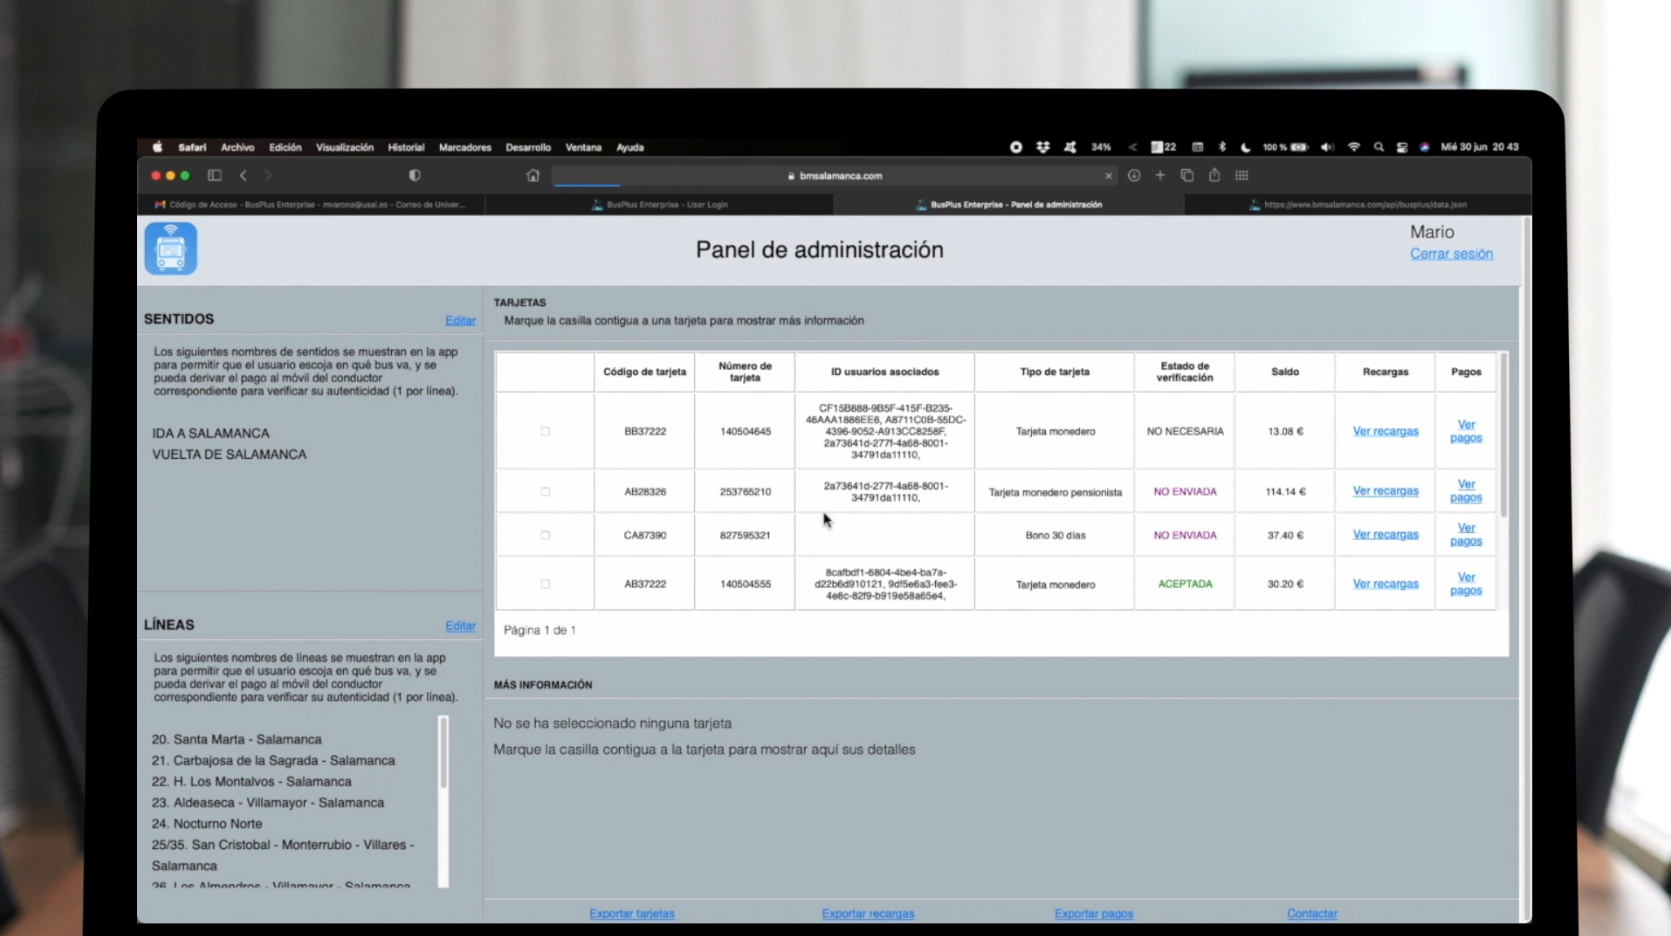 Safari Archivo Edición Visualización Historial Marcadores Desarrollo Ventana Ayuda
34% 22 100 % Mié 30 jun 20 43
bmsalamanca.com
Código de Acceso - BusPlus Enterprise - mvarona@usal.es - Correo de Univer...
BusPlus Enterprise - User Login
BusPlus Enterprise - Panel de administración
https://www.bmsalamanca.com/api/busplus/data.json
Panel de administración
Mario
Cerrar sesión
SENTIDOS
Editar
Los siguientes nombres de sentidos se muestran en la app
para permitir que el usuario escoja en qué bus va, y se
pueda derivar el pago al móvil del conductor
correspondiente para verificar su autenticidad (1 por línea).
IDA A SALAMANCA
VUELTA DE SALAMANCA
LÍNEAS
Editar
Los siguientes nombres de líneas se muestran en la app
para permitir que el usuario escoja en qué bus va, y se
pueda derivar el pago al móvil del conductor
correspondiente para verificar su autenticidad (1 por línea).
20. Santa Marta - Salamanca
21. Carbajosa de la Sagrada - Salamanca
22. H. Los Montalvos - Salamanca
23. Aldeaseca - Villamayor - Salamanca
24. Nocturno Norte
25/35. San Cristobal - Monterrubio - Villares -
Salamanca
26. Los Almendros - Villamayor - Salamanca
TARJETAS
Marque la casilla contigua a una tarjeta para mostrar más información
Código de tarjeta
Número de
tarjeta
ID usuarios asociados
Tipo de tarjeta
Estado de
verificación
Saldo
Recargas
Pagos
BB37222
140504645
CF15B888-9B5F-415F-B235-
46AAA1886EE6, A8711C0B-55DC-
4396-9052-A913CC8258F,
2a73641d-277f-4a68-8001-
34791da11110,
Tarjeta monedero
NO NECESARIA
13.08 €
Ver recargas
Ver
pagos
AB28326
253765210
2a73641d-277f-4a68-8001-
34791da11110,
Tarjeta monedero pensionista
NO ENVIADA
114.14 €
Ver recargas
Ver
pagos
CA87390
827595321
Bono 30 días
NO ENVIADA
37.40 €
Ver recargas
Ver
pagos
AB37222
140504555
8cafbdf1-6804-4be4-ba7a-
d22b6d910121, 9df5e6a3-fee3-
4e8c-82f9-b919e58a65e4,
Tarjeta monedero
ACEPTADA
30.20 €
Ver recargas
Ver
pagos
Página 1 de 1
MÁS INFORMACIÓN
No se ha seleccionado ninguna tarjeta
Marque la casilla contigua a la tarjeta para mostrar aquí sus detalles
Exportar tarjetas
Exportar recargas
Exportar pagos
Contactar